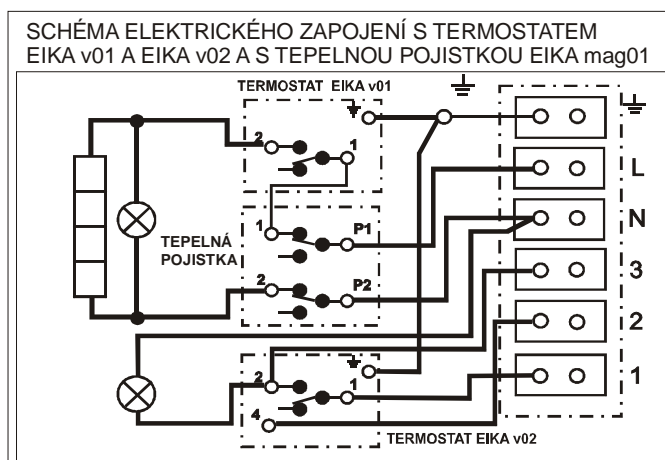 SCHÉMA ELEKTRICKÉHO ZAPOJENÍ S TERMOSTATEM
EIKA v01 A EIKA v02 A S TEPELNOU POJISTKOU EIKA mag01
TERMOSTAT EIKA v01
2
1
L
1
P1
N
TEPELNÁ
POJISTKA
2
P2
3
2
2
1
1
4
TERMOSTAT EIKA v02